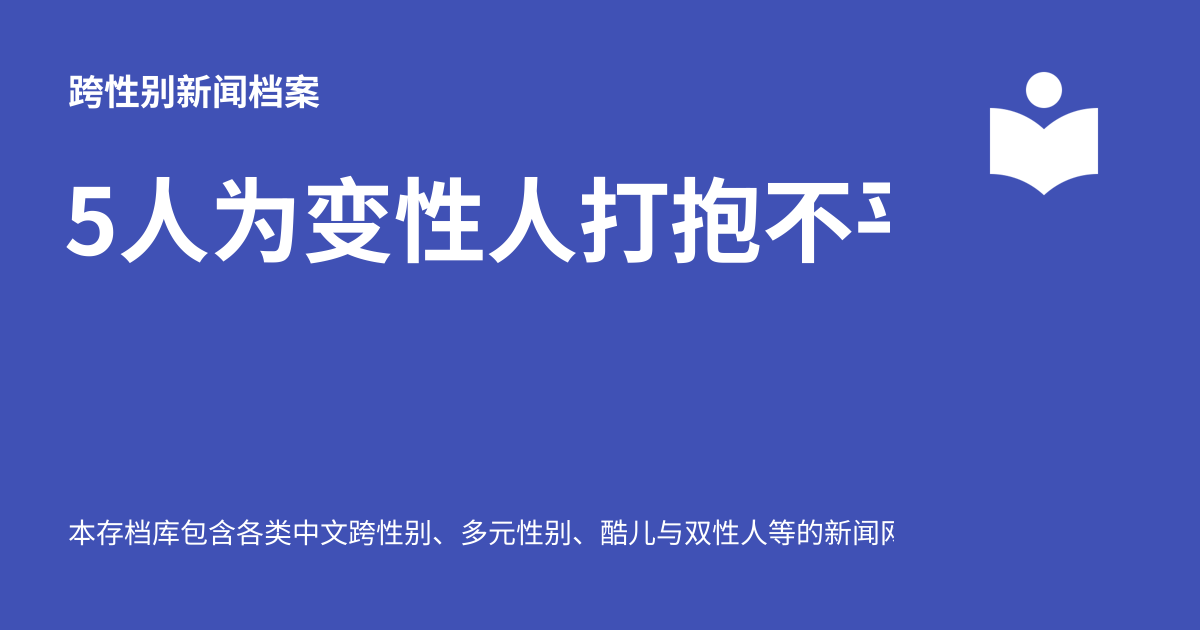 跨性别新闻档案
5人为变性人打抱不
本存档库包含各类中文跨性别、多元性别、酷儿与双性人等的新闻